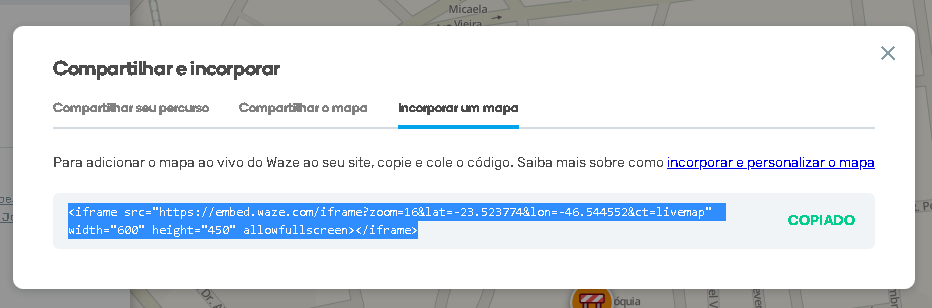 Micaela
Vieira
Compartilhar e incorporar
Compartilhar seu percurso Compartilhar o mapa Incorporar um mapa
Para adicionar o mapa ao vivo do Waze ao seu site, copie e cole o código. Saiba mais sobre como incorporar e personalizar o mapa
<iframe src="https://embed.waze.com/iframe?zoom=16&lat=-23.523774&lon=-46.544552&ct=livemap"
width="600" height="450" allowfullscreen></iframe>
COPIADO
óquia